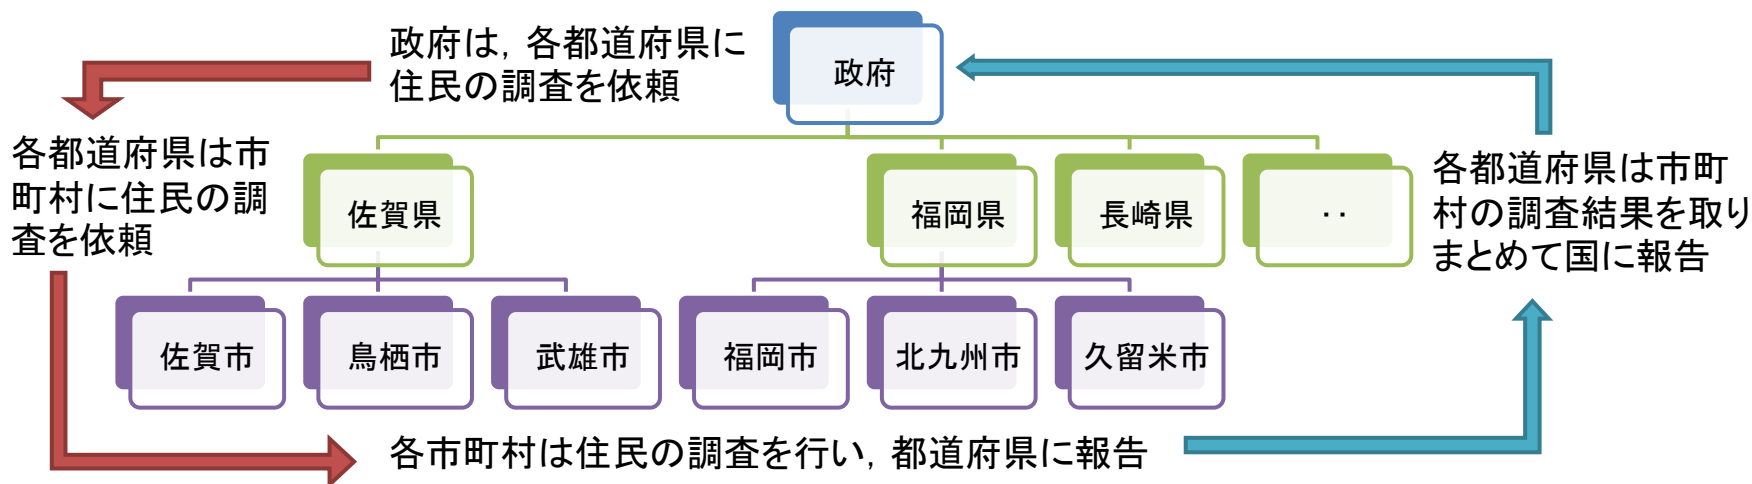 政府は，各都道府県に
住民の調査を依頼
政府
各都道府県は市
町村に住民の調
査を依頼
佐賀県
福岡県
長崎県
・・
各都道府県は市町
村の調査結果を取り
まとめて国に報告
佐賀市
鳥栖市
武雄市
福岡市
北九州市
久留米市
各市町村は住民の調査を行い，都道府県に報告